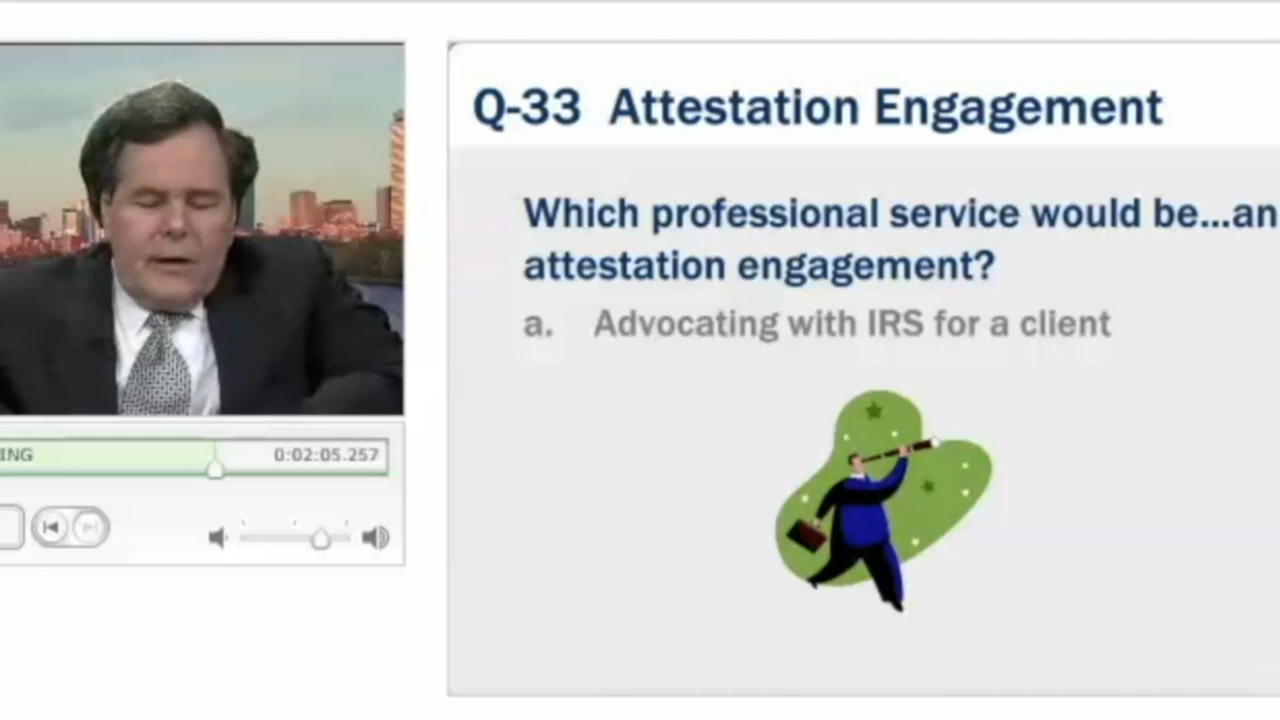 Q-33 Attestation Engagement
Which professional service would be...an
attestation engagement?
a. Advocating with IRS for a client
ING 0:02:05.257